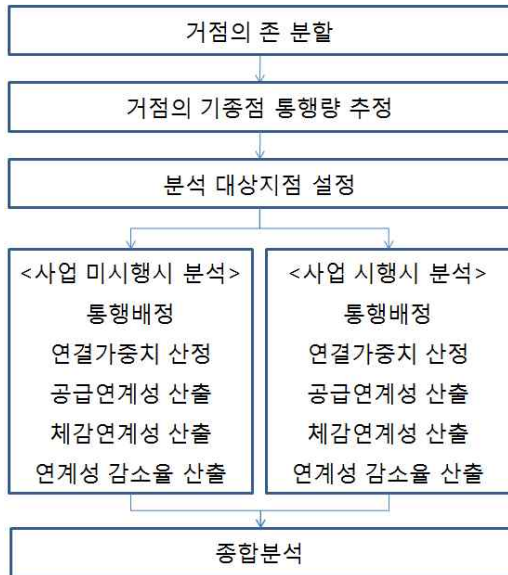 거점의 존 분할
거점의 기종점 통행량 추정
분석 대상지점 설정
<사업 미시행시 분석>
통행배정
연결가중치 산정
공급연계성 산출
체감연계성 산출
연계성 감소율 산출
<사업 시행시 분석>
통행배정
연결가중치 산정
공급연계성 산출
체감연계성 산출
연계성 감소율 산출
종합분석